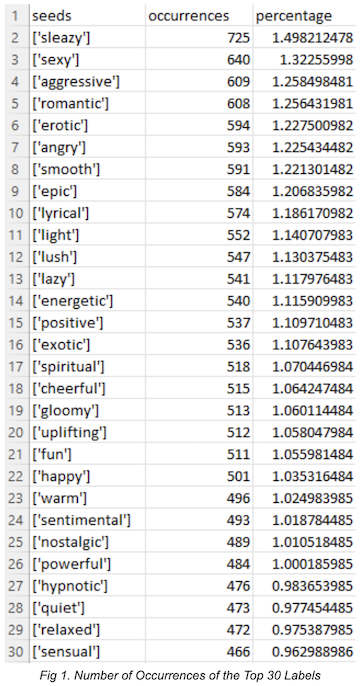 1 seeds occurrences percentage
2 ['sleazy'] 725 1.498212478
3 ['sexy'] 640 1.32255998
4 ['aggressive'] 609 1.258498481
5 ['romantic'] 608 1.256431981
6 ['erotic'] 594 1.227500982
7 ['angry'] 593 1.225434482
8 ['smooth'] 591 1.221301482
9 ['epic'] 584 1.206835982
10 ['lyrical'] 574 1.186170982
11 ['light'] 552 1.140707983
12 ['lush'] 547 1.130375483
13 ['lazy'] 541 1.117976483
14 ['energetic'] 540 1.115909983
15 ['positive'] 537 1.109710483
16 ['exotic'] 536 1.107643983
17 ['spiritual'] 518 1.070446984
18 ['cheerful'] 515 1.064247484
19 ['gloomy'] 513 1.060114484
20 ['uplifting'] 512 1.058047984
21 ['fun'] 511 1.055981484
22 ['happy'] 501 1.035316484
23 ['warm'] 496 1.024983985
24 ['sentimental'] 493 1.018784485
25 ['nostalgic'] 489 1.010518485
26 ['powerful'] 484 1.000185985
27 ['hypnotic'] 476 0.983653985
28 ['quiet'] 473 0.977454485
29 ['relaxed'] 472 0.975387985
30 ['sensual'] 466 0.962988986
Fig 1. Number of Occurrences of the Top 30 Labels